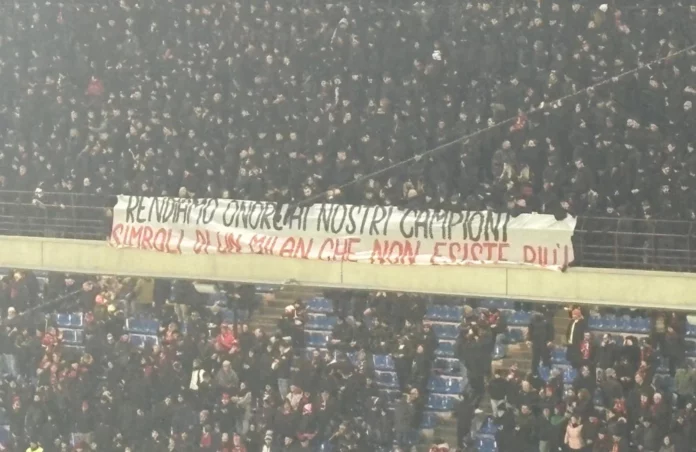 RENDIAMO ONORE AI NOSTRI CAMPIONI
SIMBOLI DI UN MILAN CHE NON ESISTE PIÙ!